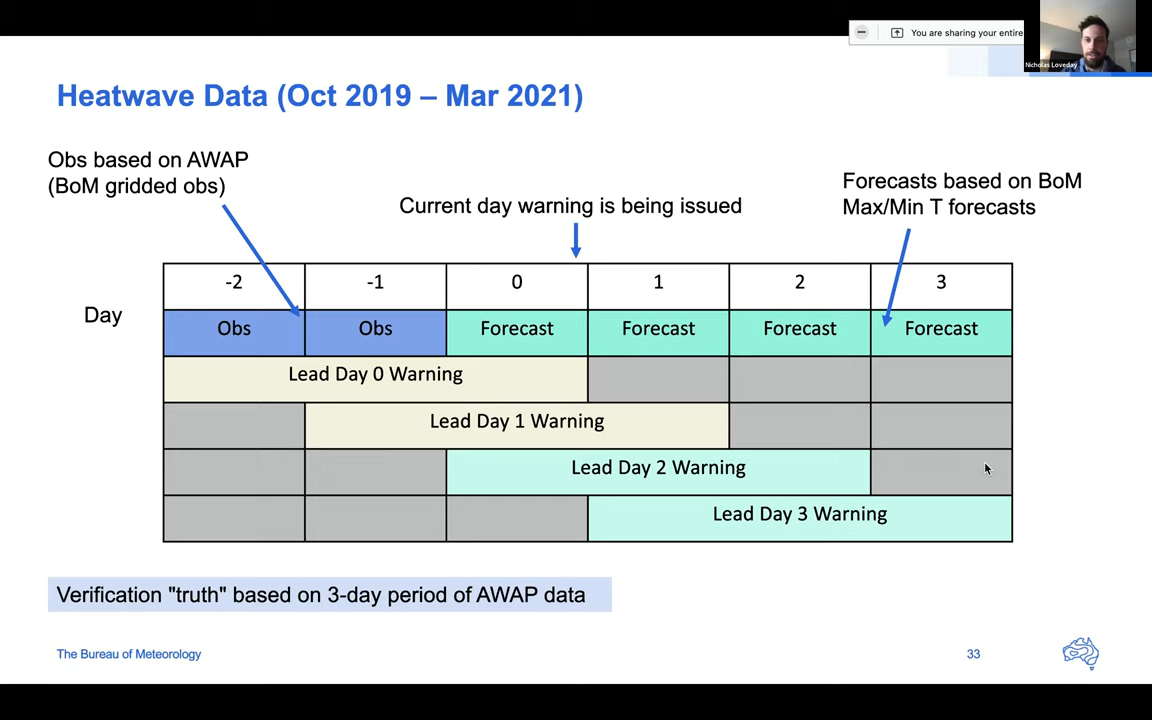 You are sharing your entire
Nicholas Loveday
Heatwave Data (Oct 2019 – Mar 2021)
Obs based on AWAP
(BoM gridded obs)
Current day warning is being issued
Forecasts based on BoM
Max/Min T forecasts
Day
-2 -1 0 1 2 3
Obs Obs Forecast Forecast Forecast Forecast
Lead Day 0 Warning
Lead Day 1 Warning
Lead Day 2 Warning
Lead Day 3 Warning
Verification "truth" based on 3-day period of AWAP data
The Bureau of Meteorology
33